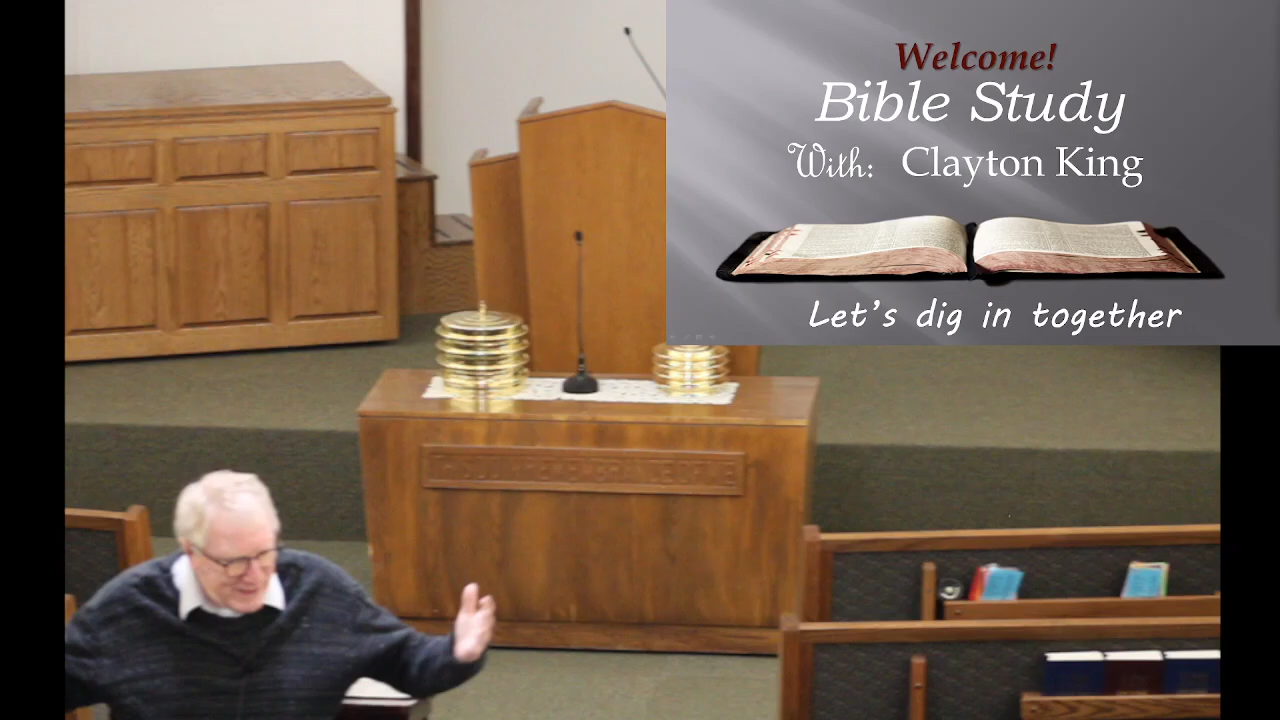 Welcome!
Bible Study
With: Clayton King
Let's dig in together